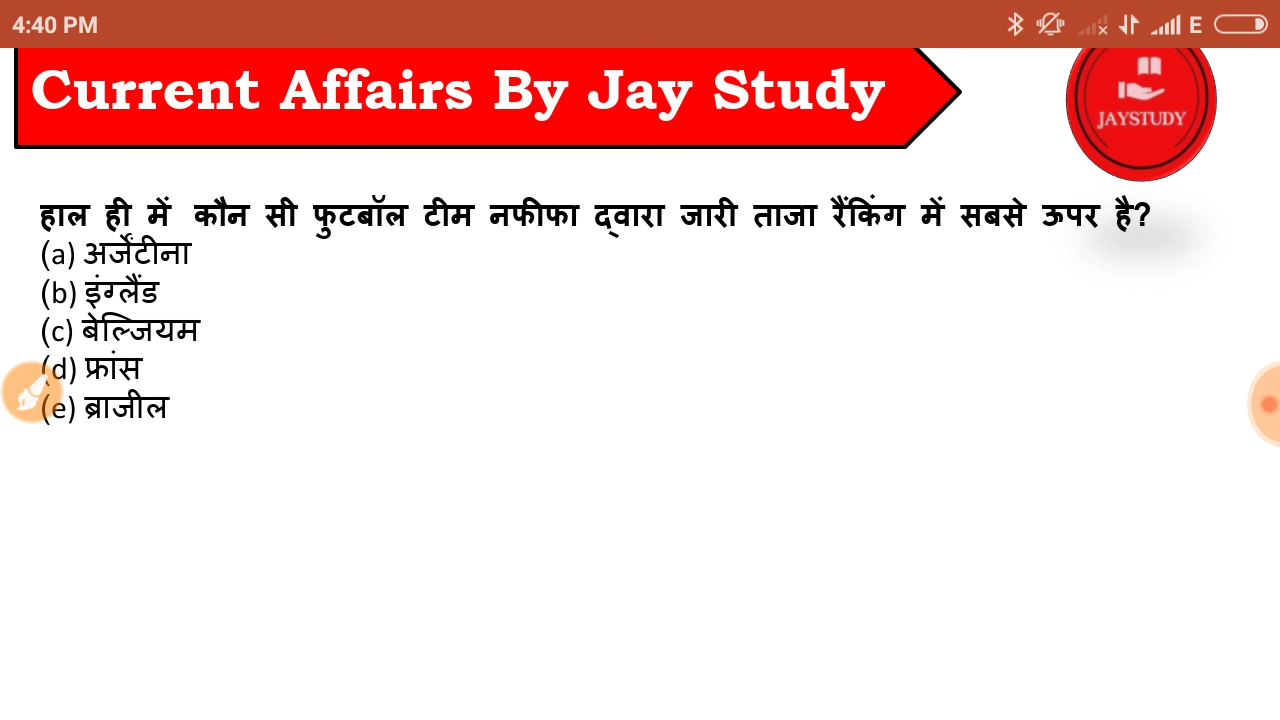 4:40 PM
E
Current Affairs By Jay Study
JAYSTUDY
हाल ही में कौन सी फुटबॉल टीम नफीफा द्वारा जारी ताजा रैंकिंग में सबसे ऊपर है?
(a) अर्जेंटीना
(b) इंग्लैंड
(c) बेल्जियम
(d) फ्रांस
(e) ब्राजील